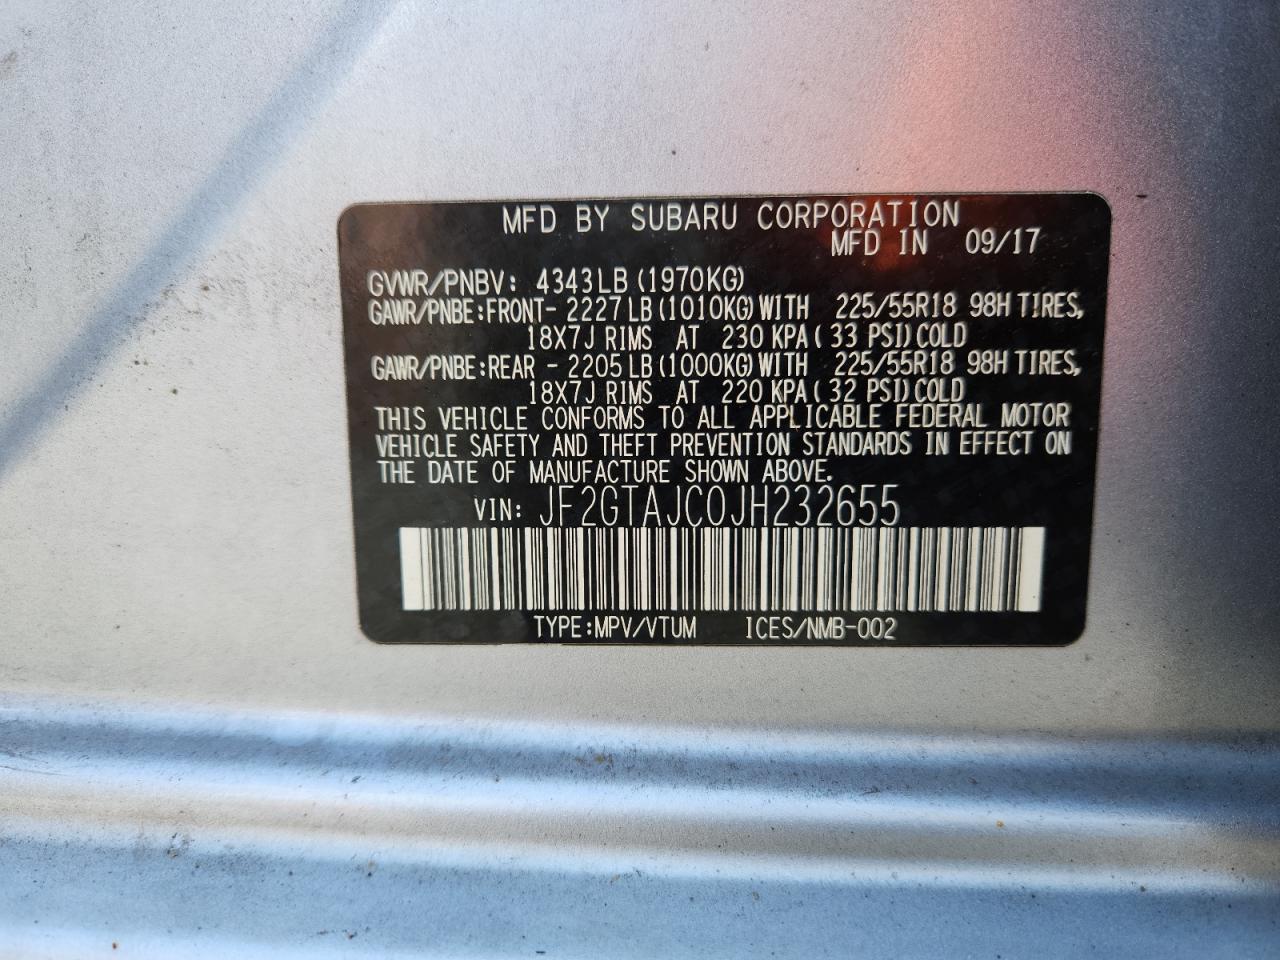 MFD BY SUBARU CORPORATION
MFD IN 09/17
GVWR/PNBV: 4343LB (1970KG)
GAWR/PNBE:FRONT- 2227 LB (1010KG) WITH 225/55R18 98H TIRES,
18X7J RIMS AT 230 KPA ( 33 PSI) COLD
GAWR/PNBE:REAR - 2205 LB (1000KG) WITH 225/55R18 98H TIRES,
18X7J RIMS AT 220 KPA ( 32 PSI) COLD
THIS VEHICLE CONFORMS TO ALL APPLICABLE FEDERAL MOTOR
VEHICLE SAFETY AND THEFT PREVENTION STANDARDS IN EFFECT ON
THE DATE OF MANUFACTURE SHOWN ABOVE.
VIN: JF2GTAJC0JH232655
TYPE:MPV/VTUM ICES/NMB-002